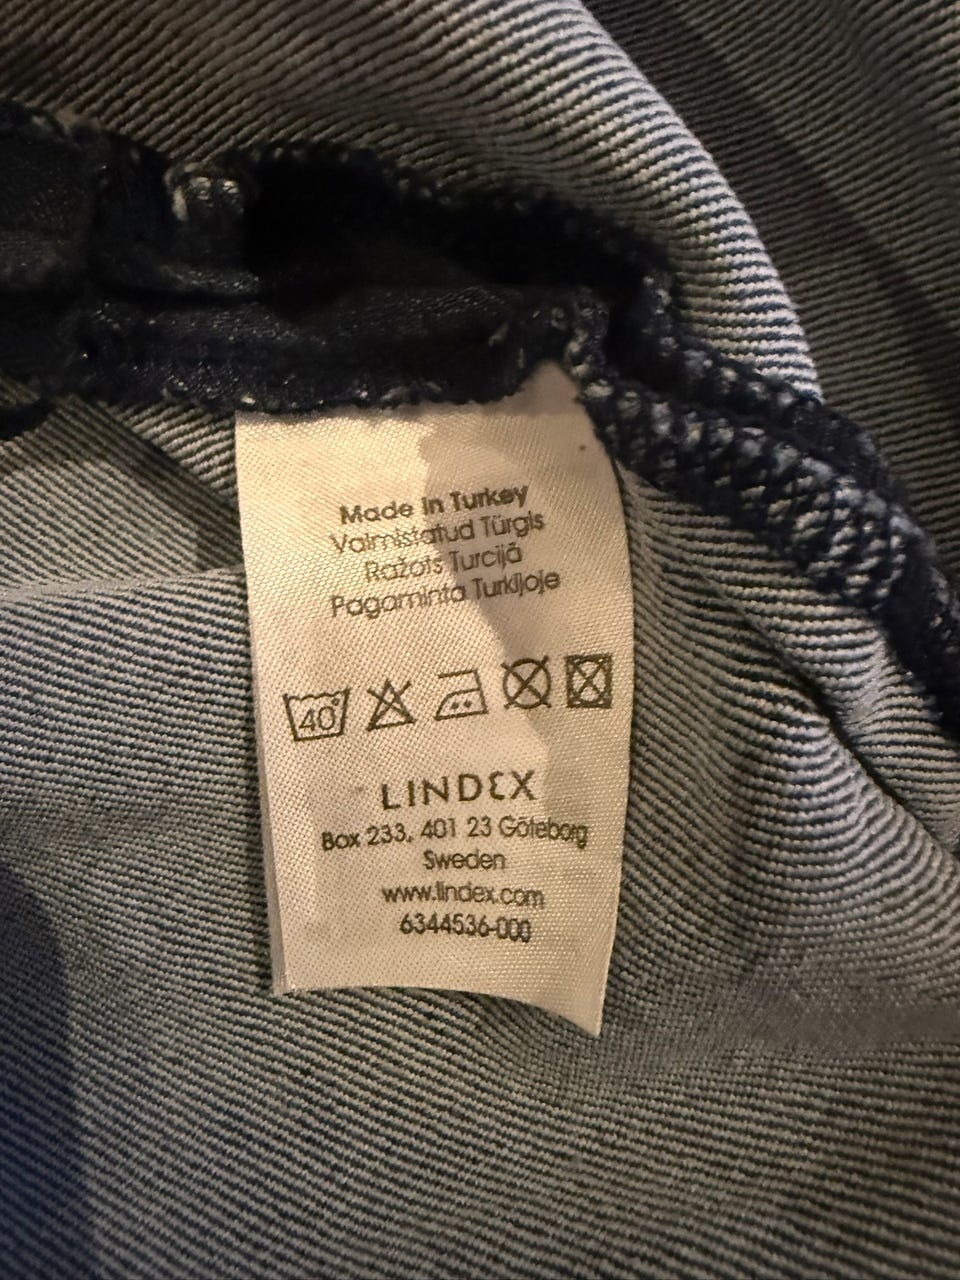 Made in Turkey
Valmistatud Türgis
Ražots Turcijā
Pagaminta Turkijoje
40°
LINDEX
Box 233, 401 23 Göteborg
Sweden
www.lindex.com
6344536-000